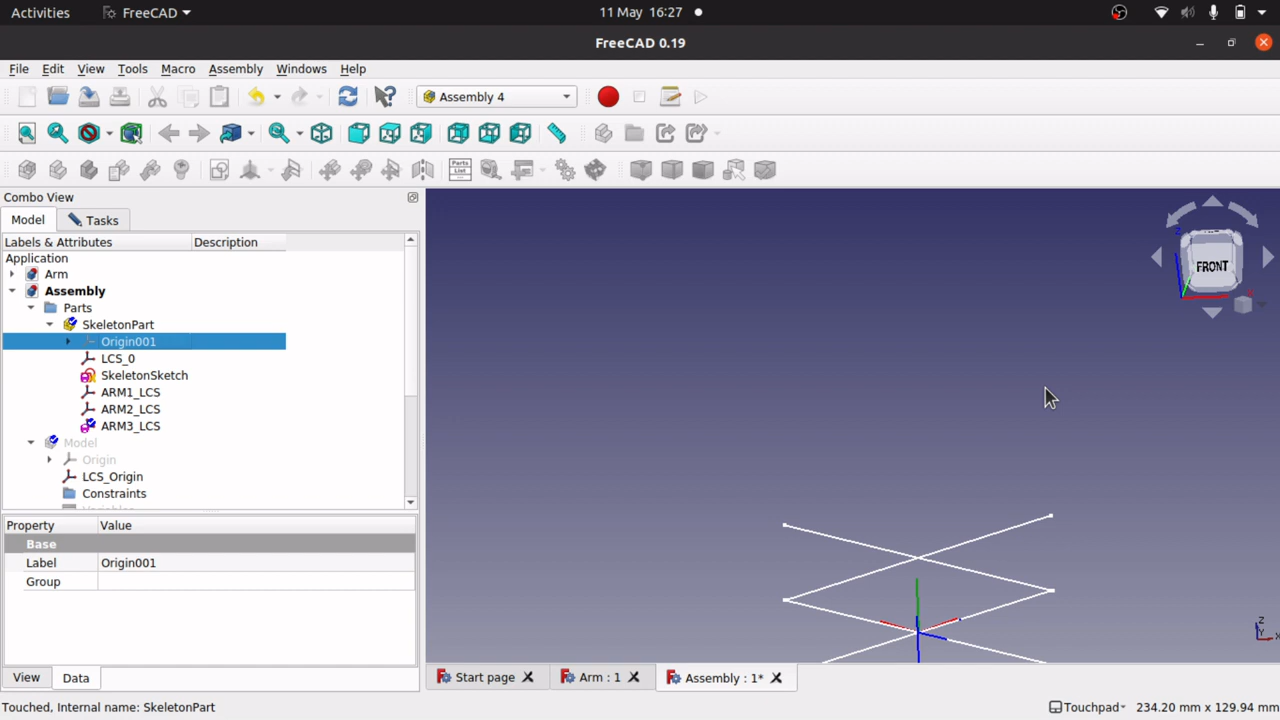 Activities FreeCAD 11 May 16:27
FreeCAD 0.19
File Edit View Tools Macro Assembly Windows Help
Assembly 4
Parts List
Combo View
Model Tasks
Labels & Attributes Description
Application
Arm
Assembly
Parts
SkeletonPart
Origin001
LCS_0
SkeletonSketch
ARM1_LCS
ARM2_LCS
ARM3_LCS
Model
Origin
LCS_Origin
Constraints
Property Value
Base
Label Origin001
Group
View Data
FRONT
Z
X
Z
Y
X
Start page Arm : 1 Assembly : 1*
Touched, Internal name: SkeletonPart Touchpad 234.20 mm x 129.94 mm